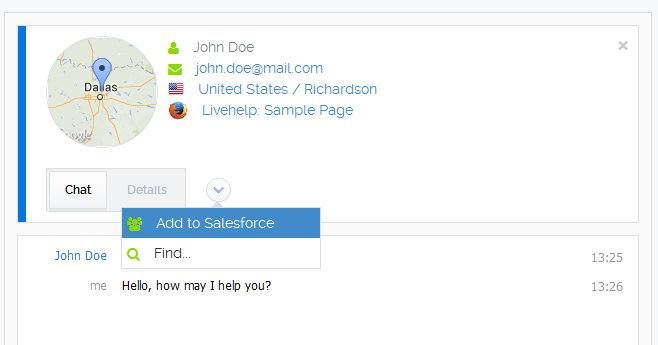 John Doe
john.doe@mail.com
United States / Richardson
Livehelp: Sample Page
Dallas
Google
Chat Details
Add to Salesforce
Find...
John Doe 13:25
me Hello, how may I help you? 13:26